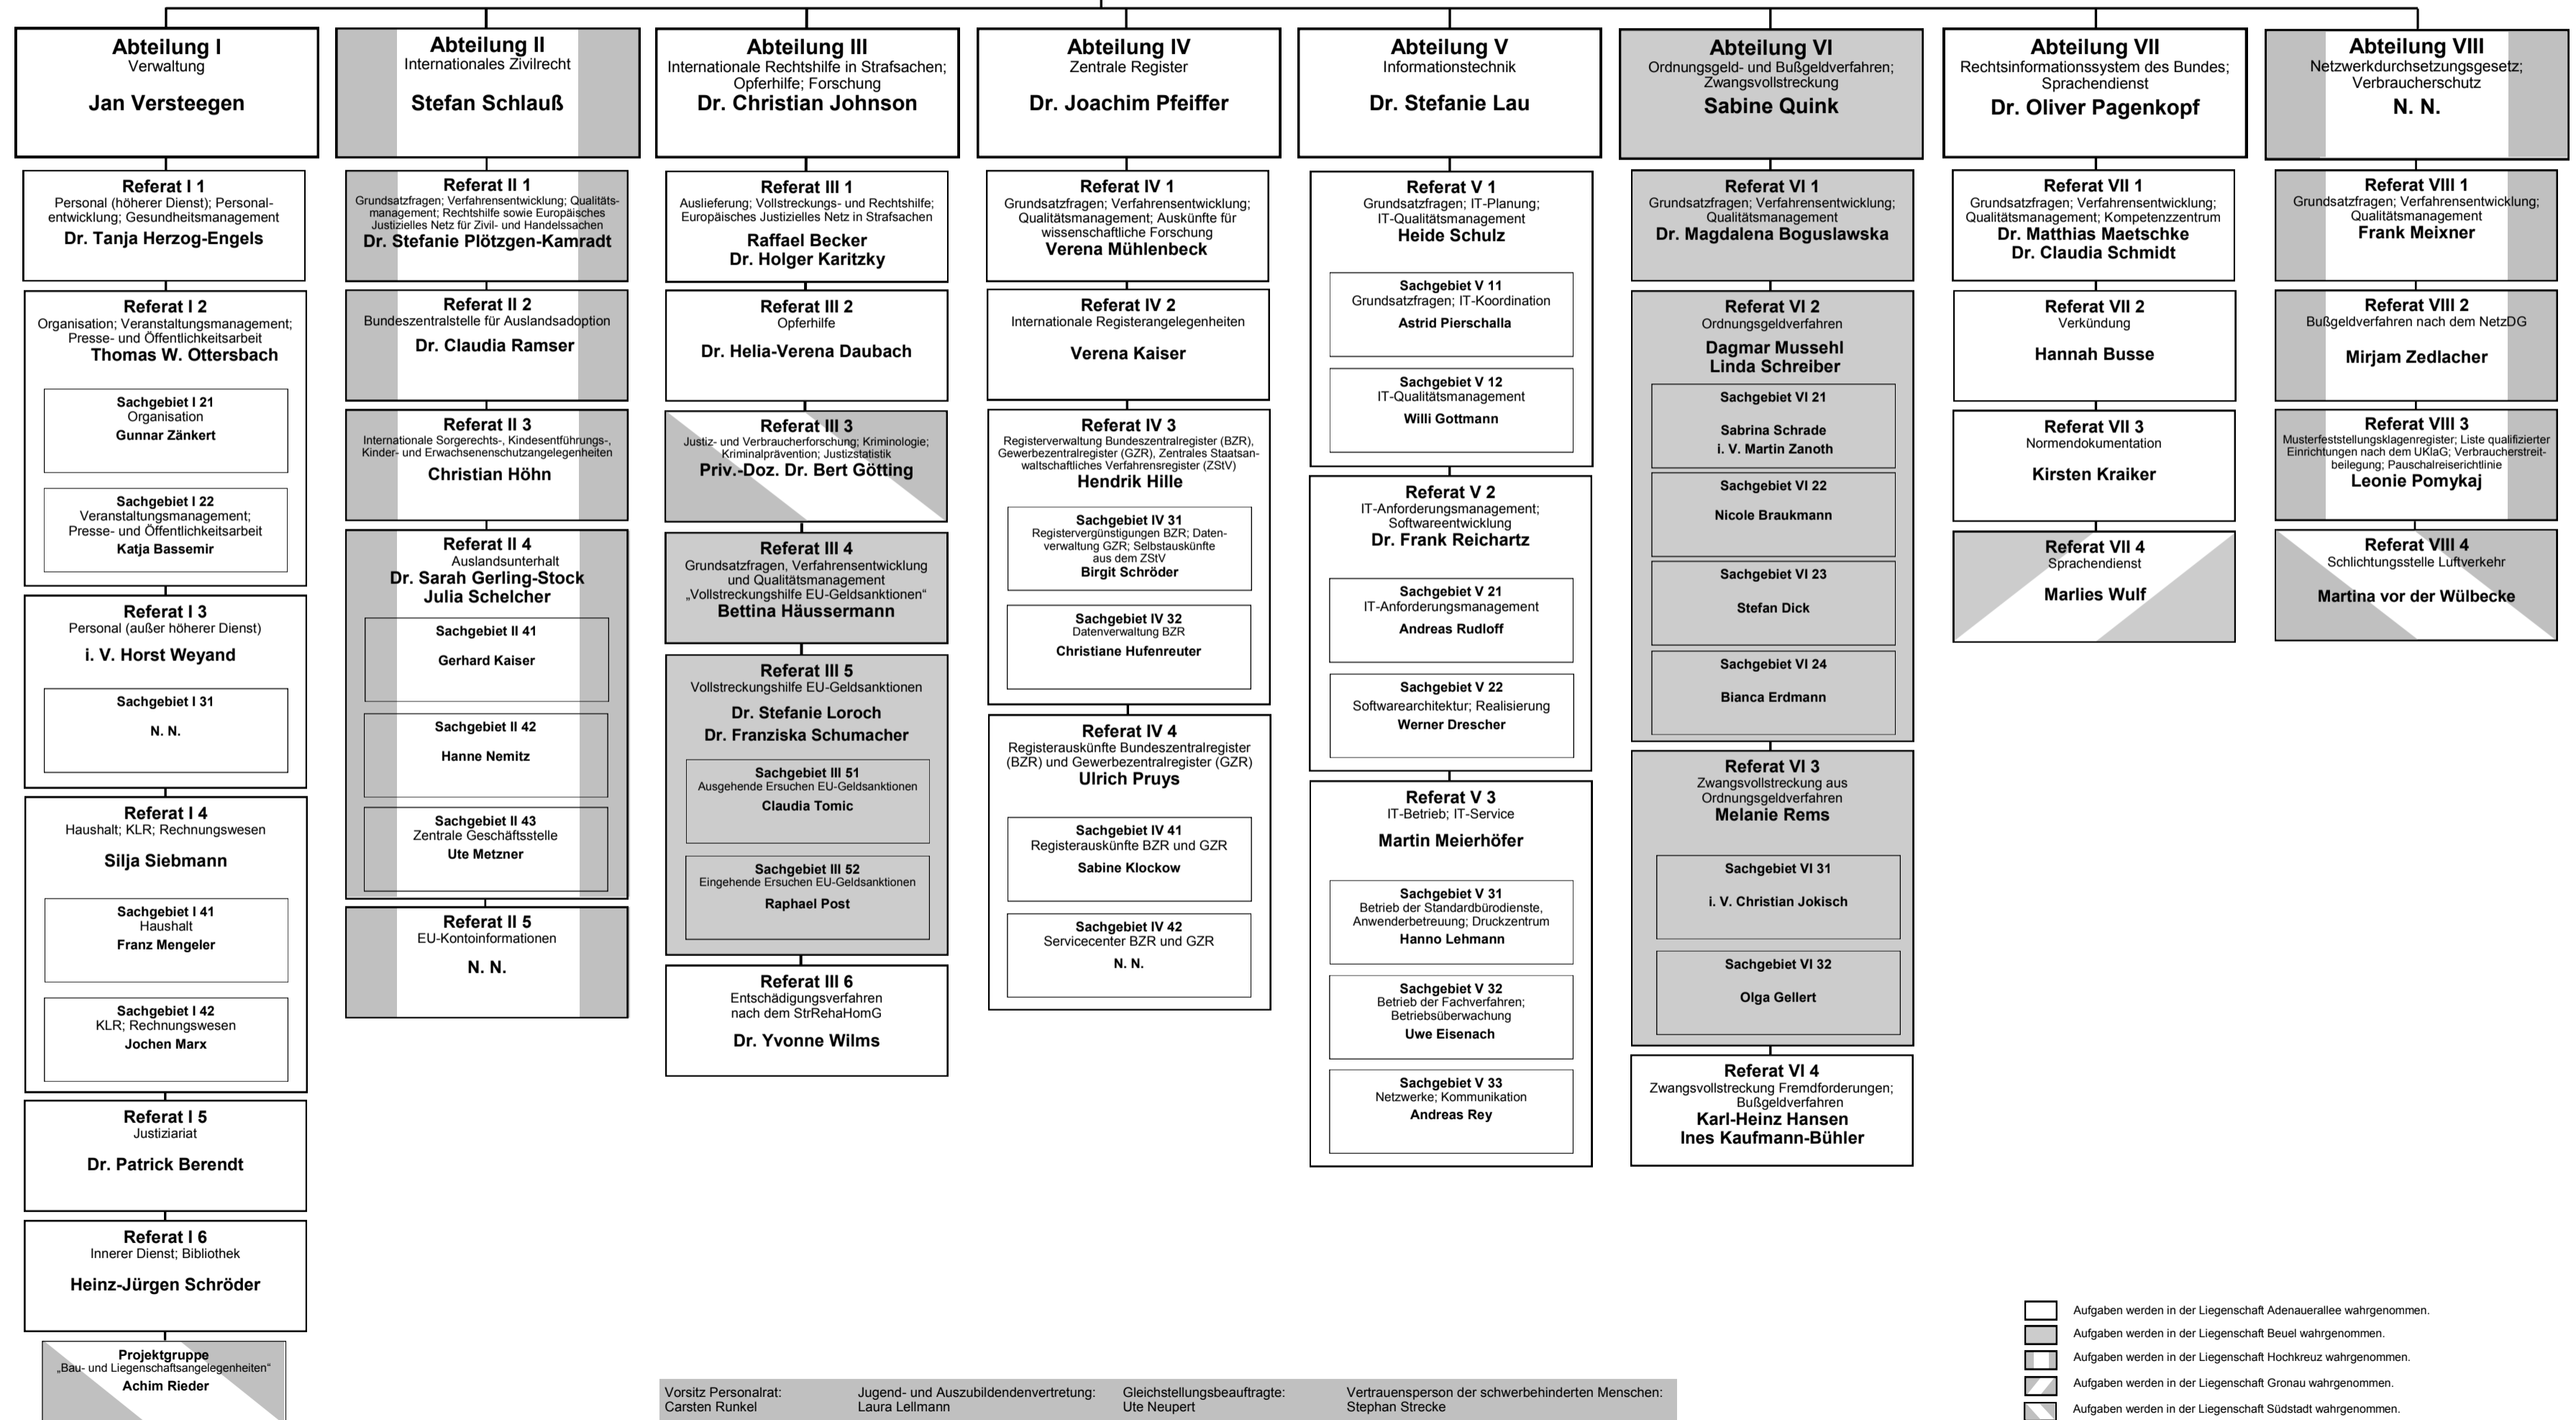 Abteilung I
Verwaltung
Jan Versteegen
Referat I 1
Personal (höherer Dienst); Personal-
entwicklung; Gesundheitsmanagement
Dr. Tanja Herzog-Engels
Referat I 2
Organisation; Veranstaltungsmanagement;
Presse- und Öffentlichkeitsarbeit
Thomas W. Ottersbach
Sachgebiet I 21
Organisation
Gunnar Zänkert
Sachgebiet I 22
Veranstaltungsmanagement;
Presse- und Öffentlichkeitsarbeit
Katja Bassemir
Referat I 3
Personal (außer höherer Dienst)
i. V. Horst Weyand
Sachgebiet I 31
N. N.
Referat I 4
Haushalt; KLR; Rechnungswesen
Silja Siebmann
Sachgebiet I 41
Haushalt
Franz Mengeler
Sachgebiet I 42
KLR; Rechnungswesen
Jochen Marx
Referat I 5
Justiziariat
Dr. Patrick Berendt
Referat I 6
Innerer Dienst; Bibliothek
Heinz-Jürgen Schröder
Projektgruppe
„Bau- und Liegenschaftsangelegenheiten“
Achim Rieder
Abteilung II
Internationales Zivilrecht
Stefan Schlauß
Referat II 1
Grundsatzfragen; Verfahrensentwicklung; Qualitäts-
management; Rechtshilfe sowie Europäisches
Justizielles Netz für Zivil- und Handelssachen
Dr. Stefanie Plötzgen-Kamradt
Referat II 2
Bundeszentralstelle für Auslandsadoption
Dr. Claudia Ramser
Referat II 3
Internationale Sorgerechts-, Kindesentführungs-,
Kinder- und Erwachsenenschutzangelegenheiten
Christian Höhn
Referat II 4
Auslandsunterhalt
Dr. Sarah Gerling-Stock
Julia Schelcher
Sachgebiet II 41
Gerhard Kaiser
Sachgebiet II 42
Hanne Nemitz
Sachgebiet II 43
Zentrale Geschäftsstelle
Ute Metzner
Referat II 5
EU-Kontoinformationen
N. N.
Abteilung III
Internationale Rechtshilfe in Strafsachen;
Opferhilfe; Forschung
Dr. Christian Johnson
Referat III 1
Auslieferung; Vollstreckungs- und Rechtshilfe;
Europäisches Justizielles Netz in Strafsachen
Raffael Becker
Dr. Holger Karitzky
Referat III 2
Opferhilfe
Dr. Helia-Verena Daubach
Referat III 3
Justiz- und Verbraucherforschung; Kriminologie;
Kriminalprävention; Justizstatistik
Priv.-Doz. Dr. Bert Götting
Referat III 4
Grundsatzfragen, Verfahrensentwicklung
und Qualitätsmanagement
„Vollstreckungshilfe EU-Geldsanktionen“
Bettina Häussermann
Referat III 5
Vollstreckungshilfe EU-Geldsanktionen
Dr. Stefanie Loroch
Dr. Franziska Schumacher
Sachgebiet III 51
Ausgehende Ersuchen EU-Geldsanktionen
Claudia Tomic
Sachgebiet III 52
Eingehende Ersuchen EU-Geldsanktionen
Raphael Post
Referat III 6
Entschädigungsverfahren
nach dem StrRehaHomG
Dr. Yvonne Wilms
Abteilung IV
Zentrale Register
Dr. Joachim Pfeiffer
Referat IV 1
Grundsatzfragen; Verfahrensentwicklung;
Qualitätsmanagement; Auskünfte für
wissenschaftliche Forschung
Verena Mühlenbeck
Referat IV 2
Internationale Registerangelegenheiten
Verena Kaiser
Referat IV 3
Registerverwaltung Bundeszentralregister (BZR),
Gewerbezentralregister (GZR), Zentrales Staatsan-
waltschaftliches Verfahrensregister (ZStV)
Hendrik Hille
Sachgebiet IV 31
Registervergünstigungen BZR; Daten-
verwaltung GZR; Selbstauskünfte
aus dem ZStV
Birgit Schröder
Sachgebiet IV 32
Datenverwaltung BZR
Christiane Hufenreuter
Referat IV 4
Registerauskünfte Bundeszentralregister
(BZR) und Gewerbezentralregister (GZR)
Ulrich Pruys
Sachgebiet IV 41
Registerauskünfte BZR und GZR
Sabine Klockow
Sachgebiet IV 42
Servicecenter BZR und GZR
N. N.
Abteilung V
Informationstechnik
Dr. Stefanie Lau
Referat V 1
Grundsatzfragen; IT-Planung;
IT-Qualitätsmanagement
Heide Schulz
Sachgebiet V 11
Grundsatzfragen; IT-Koordination
Astrid Pierschalla
Sachgebiet V 12
IT-Qualitätsmanagement
Willi Gottmann
Referat V 2
IT-Anforderungsmanagement;
Softwareentwicklung
Dr. Frank Reichartz
Sachgebiet V 21
IT-Anforderungsmanagement
Andreas Rudloff
Sachgebiet V 22
Softwarearchitektur; Realisierung
Werner Drescher
Referat V 3
IT-Betrieb; IT-Service
Martin Meierhöfer
Sachgebiet V 31
Betrieb der Standardbürodienste,
Anwenderbetreuung; Druckzentrum
Hanno Lehmann
Sachgebiet V 32
Betrieb der Fachverfahren;
Betriebsüberwachung
Uwe Eisenach
Sachgebiet V 33
Netzwerke; Kommunikation
Andreas Rey
Abteilung VI
Ordnungsgeld- und Bußgeldverfahren;
Zwangsvollstreckung
Sabine Quink
Referat VI 1
Grundsatzfragen; Verfahrensentwicklung;
Qualitätsmanagement
Dr. Magdalena Boguslawska
Referat VI 2
Ordnungsgeldverfahren
Dagmar Mussehl
Linda Schreiber
Sachgebiet VI 21
Sabrina Schrade
i. V. Martin Zanoth
Sachgebiet VI 22
Nicole Braukmann
Sachgebiet VI 23
Stefan Dick
Sachgebiet VI 24
Bianca Erdmann
Referat VI 3
Zwangsvollstreckung aus
Ordnungsgeldverfahren
Melanie Rems
Sachgebiet VI 31
i. V. Christian Jokisch
Sachgebiet VI 32
Olga Gellert
Referat VI 4
Zwangsvollstreckung Fremdforderungen;
Bußgeldverfahren
Karl-Heinz Hansen
Ines Kaufmann-Bühler
Abteilung VII
Rechtsinformationssystem des Bundes;
Sprachendienst
Dr. Oliver Pagenkopf
Referat VII 1
Grundsatzfragen; Verfahrensentwicklung;
Qualitätsmanagement; Kompetenzzentrum
Dr. Matthias Maetschke
Dr. Claudia Schmidt
Referat VII 2
Verkündung
Hannah Busse
Referat VII 3
Normendokumentation
Kirsten Kraiker
Referat VII 4
Sprachendienst
Marlies Wulf
Abteilung VIII
Netzwerkdurchsetzungsgesetz;
Verbraucherschutz
N. N.
Referat VIII 1
Grundsatzfragen; Verfahrensentwicklung;
Qualitätsmanagement
Frank Meixner
Referat VIII 2
Bußgeldverfahren nach dem NetzDG
Mirjam Zedlacher
Referat VIII 3
Musterfeststellungsklagenregister; Liste qualifizierter
Einrichtungen nach dem UKlaG; Verbraucherstreit-
beilegung; Pauschalreiserichtlinie
Leonie Pomykaj
Referat VIII 4
Schlichtungsstelle Luftverkehr
Martina vor der Wülbecke
Vorsitz Personalrat:
Carsten Runkel
Jugend- und Auszubildendenvertretung:
Laura Lellmann
Gleichstellungsbeauftragte:
Ute Neupert
Vertrauensperson der schwerbehinderten Menschen:
Stephan Strecke
Aufgaben werden in der Liegenschaft Adenauerallee wahrgenommen.
Aufgaben werden in der Liegenschaft Beuel wahrgenommen.
Aufgaben werden in der Liegenschaft Hochkreuz wahrgenommen.
Aufgaben werden in der Liegenschaft Gronau wahrgenommen.
Aufgaben werden in der Liegenschaft Südstadt wahrgenommen.